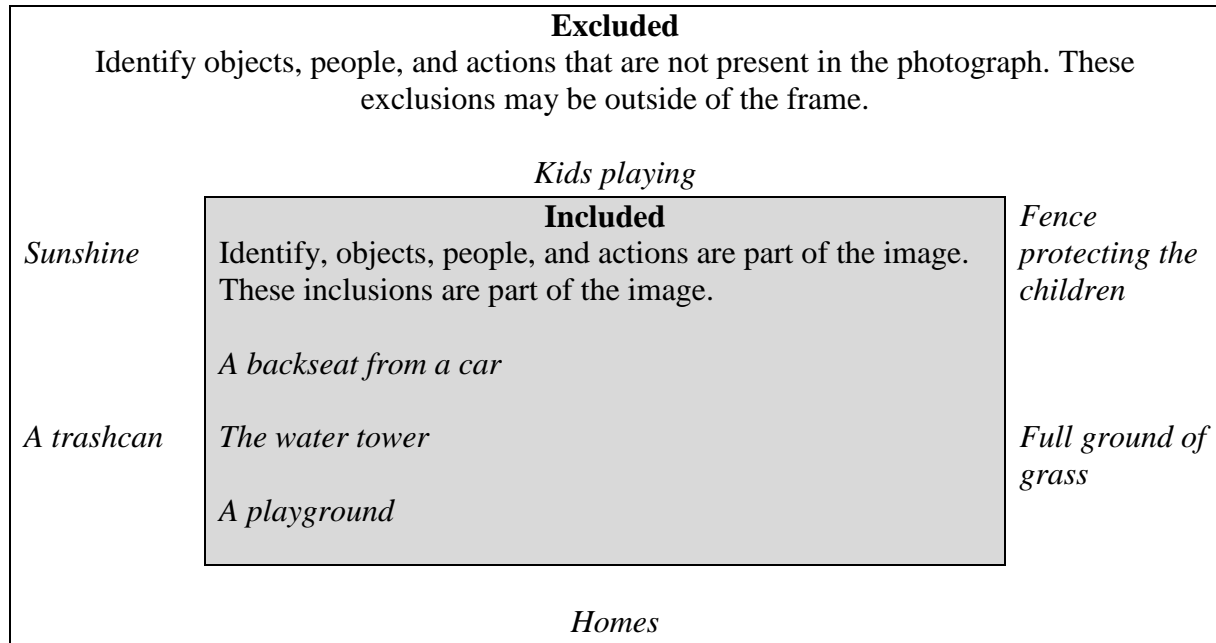 Excluded
Identify objects, people, and actions that are not present in the photograph. These
exclusions may be outside of the frame.
Kids playing
Sunshine
A trashcan
Included
Identify, objects, people, and actions are part of the image.
These inclusions are part of the image.
A backseat from a car
The water tower
A playground
Fence
protecting the
children
Full ground of
grass
Homes